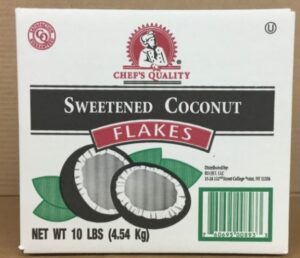 CHEF'S QUALITY
SWEETENED COCONUT
FLAKES
Distributed by:
NET WT 10 LBS (4.54 Kg)